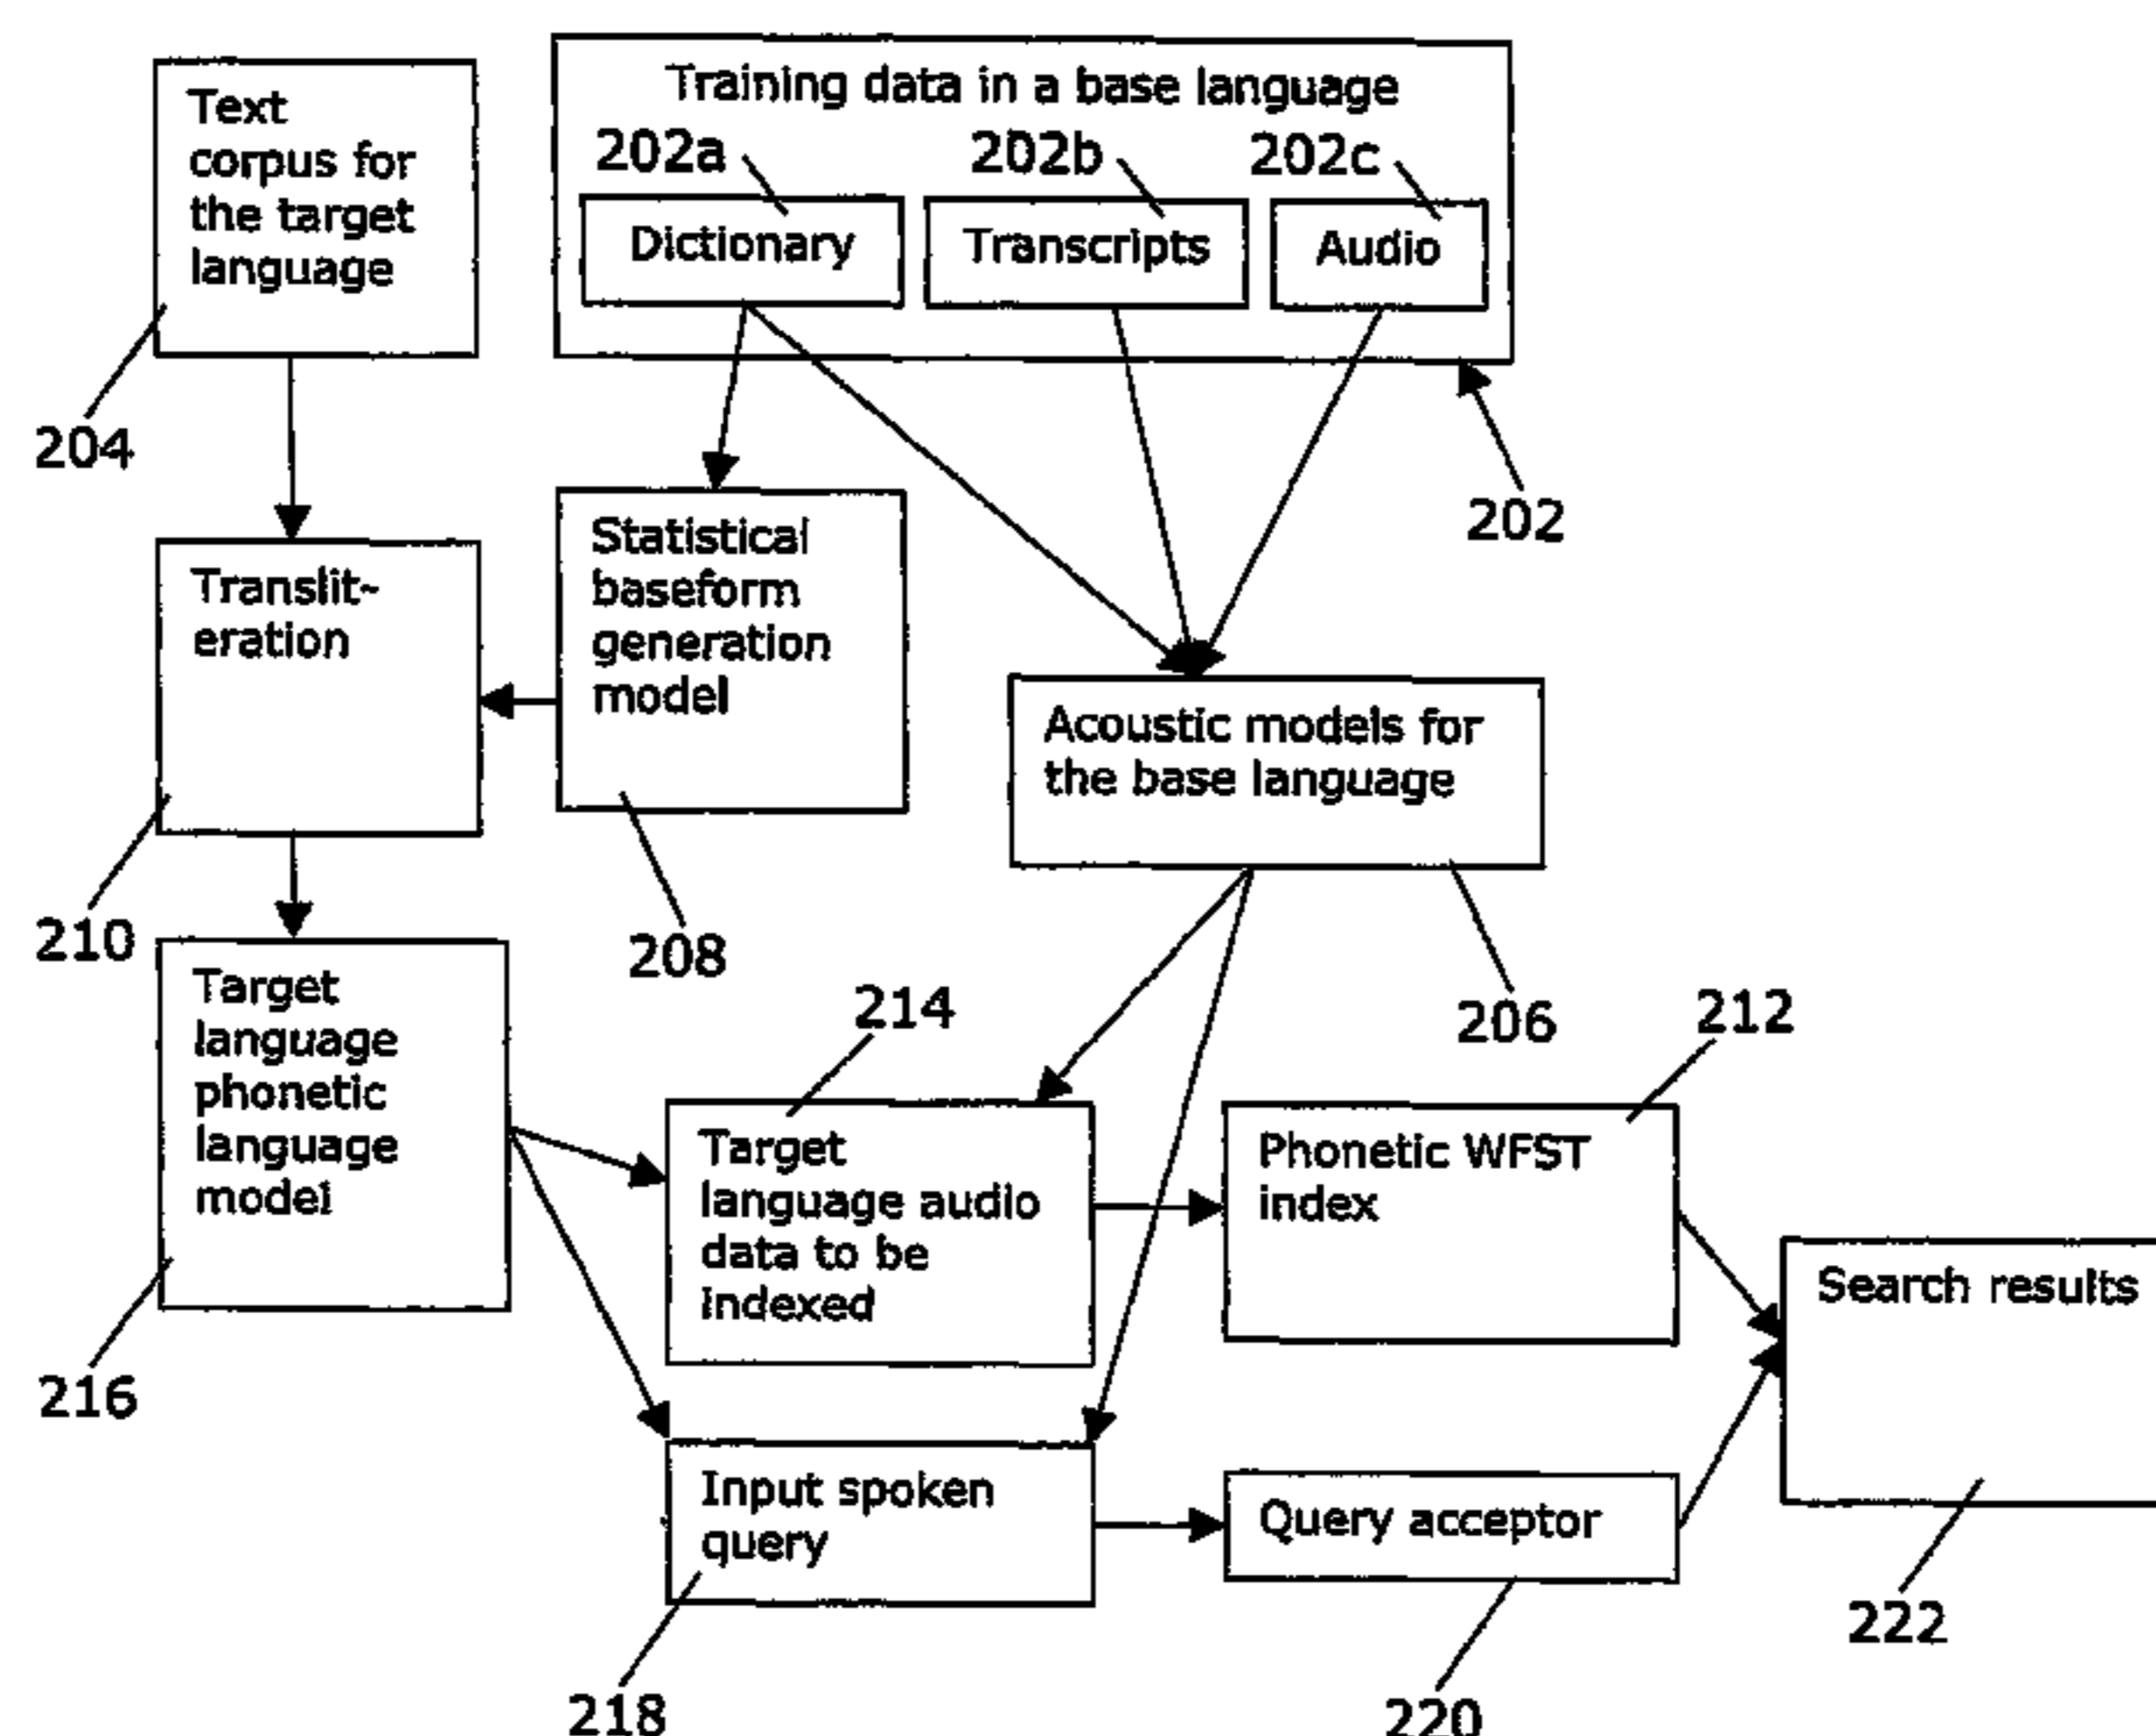 Text
corpus for
the target
language
204
Training data in a base language
202a
202b
202c
Dictionary
Transcripts
Audio
202
Translit-
eration
210
Statistical
baseform
generation
model
208
Acoustic models for
the base language
206
Target
language
phonetic
language
model
216
214
Target
language audio
data to be
indexed
212
Phonetic WFST
index
Search results
222
Input spoken
query
218
Query acceptor
220